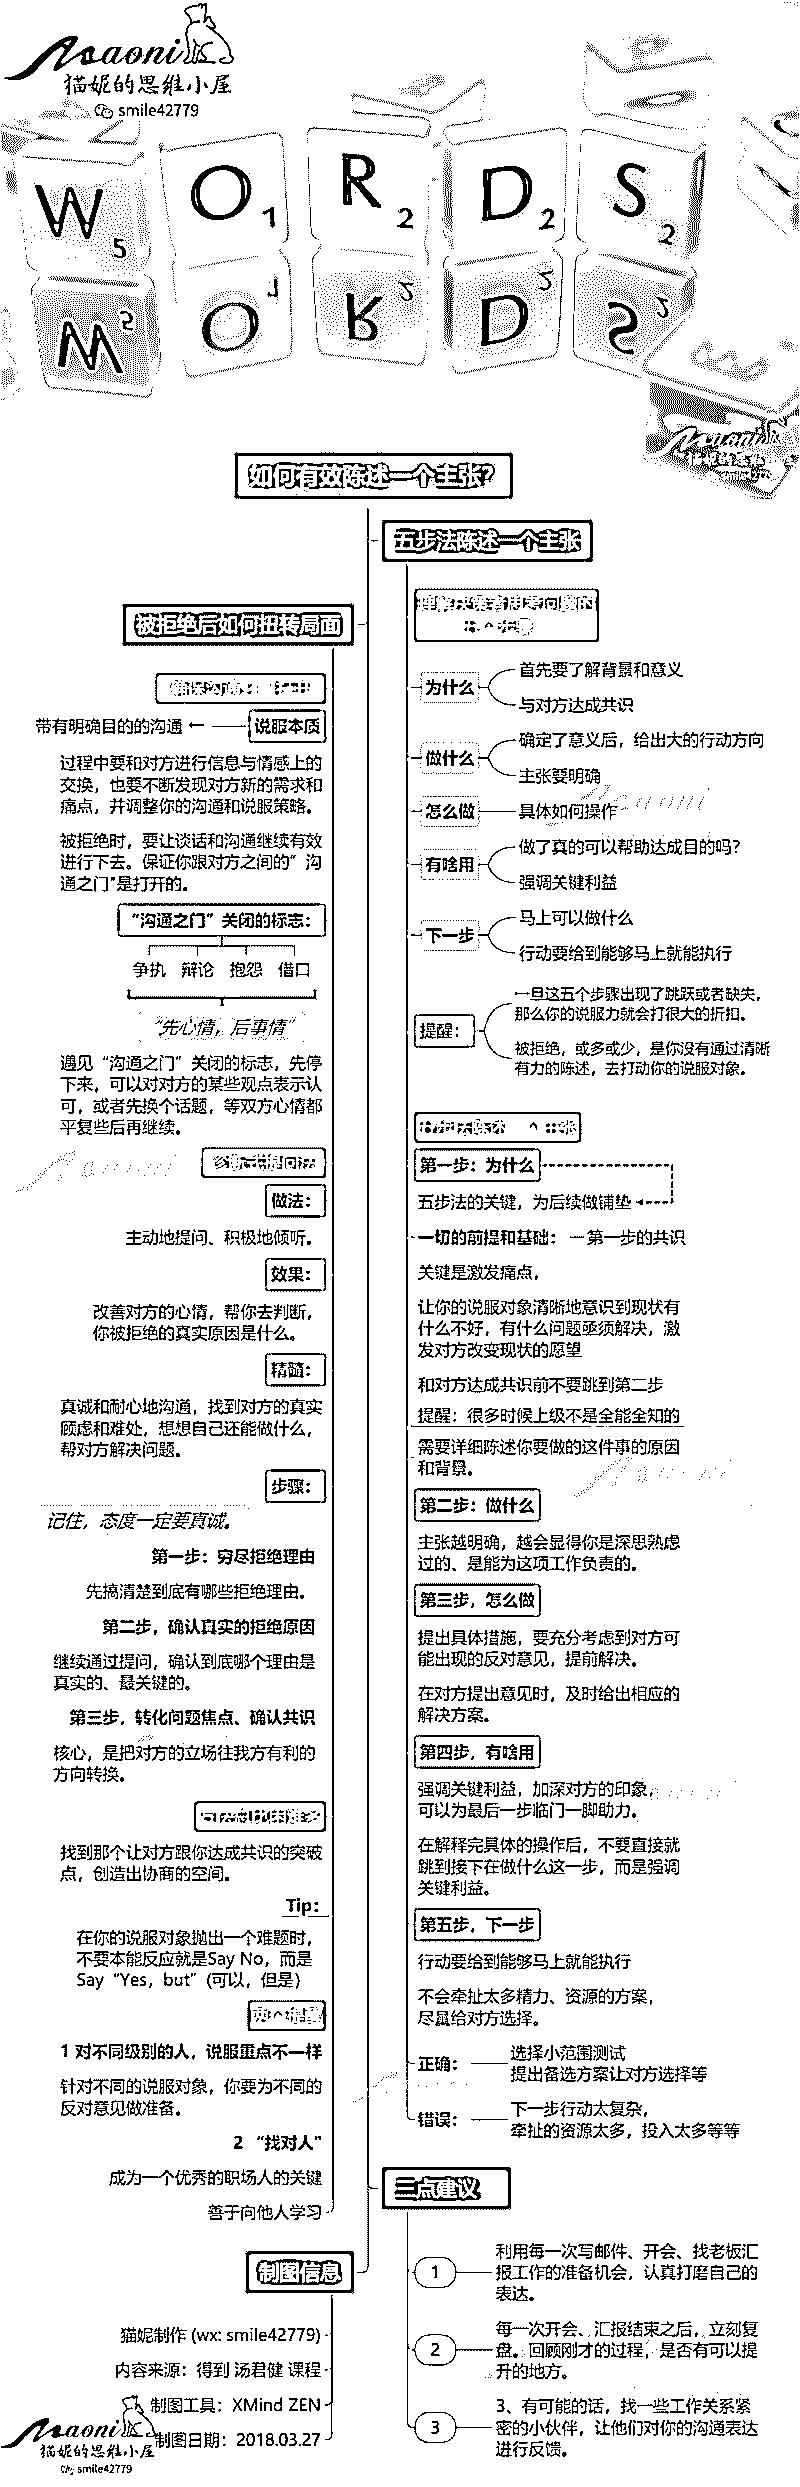 Maoni
猫妮的思维小屋
smile42779
W O R D S
5 1 2 2 2
如何有效陈述一个主张?
五步法陈述一个主张
为什么
首先要了解背景和意义
与对方达成共识
做什么
确定了意义后，给出大的行动方向
主张要明确
怎么做
具体如何操作
有啥用
做了真的可以帮助达成目的吗?
强调关键利益
下一步
马上可以做什么
行动要给到能够马上就能执行
提醒：
一旦这五个步骤出现了跳跃或者缺失，
那么你的说服力就会打很大的折扣。
被拒绝，或多或少，是你没有通过清晰
有力的陈述，去打动你的说服对象。
第一步：为什么
五步法的关键，为后续做铺垫
一切的前提和基础：
第一步的共识
关键是激发痛点，
让你的说服对象清晰地意识到现状有
什么不好，有什么问题亟须解决，激
发对方改变现状的愿望
和对方达成共识前不要跳到第二步
提醒：很多时候上级不是全能全知的
需要详细陈述你要做的这件事的原因
和背景。
第二步：做什么
主张越明确，越会显得你是深思熟虑
过的、是能为这项工作负责的。
第三步，怎么做
提出具体措施，要充分考虑到对方可
能出现的反对意见，提前解决。
在对方提出意见时，及时给出相应的
解决方案。
第四步，有啥用
强调关键利益，加深对方的印象，
可以为最后一步临门一脚助力。
在解释完具体的操作后，不要直接就
跳到接下在做什么这一步，而是强调
关键利益。
第五步，下一步
行动要给到能够马上就能执行
不会牵扯太多精力、资源的方案，
尽量给对方选择。
正确：
选择小范围测试
提出备选方案让对方选择等
错误：
下一步行动太复杂，
牵扯的资源太多，投入太多等等
三点建议
1
利用每一次写邮件、开会、找老板汇
报工作的准备机会，认真打磨自己的
表达。
2
每一次开会、汇报结束之后，立刻复
盘。回顾刚才的过程，是否有可以提
升的地方。
3
3、有可能的话，找一些工作关系紧
密的小伙伴，让他们对你的沟通表达
进行反馈。
被拒绝后如何扭转局面
说服本质
带有明确目的的沟通
过程中要和对方进行信息与情感上的
交换，也要不断发现对方新的需求和
痛点，并调整你的沟通和说服策略。
被拒绝时，要让谈话和沟通继续有效
进行下去。保证你跟对方之间的“沟
通之门”是打开的。
“沟通之门”关闭的标志：
争执 辩论 抱怨 借口
“先心情，后事情”
遇见“沟通之门”关闭的标志，先停
下来，可以对对方的某些观点表示认
可，或者先换个话题，等双方心情都
平复些后再继续。
做法：
主动地提问、积极地倾听。
效果：
改善对方的心情，帮你去判断，
你被拒绝的真实原因是什么。
精髓：
真诚和耐心地沟通，找到对方的真实
顾虑和难处，想想自己还能做什么，
帮对方解决问题。
步骤：
记住，态度一定要真诚。
第一步：穷尽拒绝理由
先搞清楚到底有哪些拒绝理由。
第二步，确认真实的拒绝原因
继续通过提问，确认到底哪个理由是
真实的、最关键的。
第三步，转化问题焦点、确认共识
核心，是把对方的立场往我方有利的
方向转换。
找到那个让对方跟你达成共识的突破
点，创造出协商的空间。
Tip：
在你的说服对象抛出一个难题时，
不要本能反应就是Say No，而是
Say “Yes, but”(可以，但是)
1 对不同级别的人，说服重点不一样
针对不同的说服对象，你要为不同的
反对意见做准备。
2 “找对人”
成为一个优秀的职场人的关键
善于向他人学习
制图信息
猫妮制作 (wx: smile42779)
内容来源：得到 汤君健 课程
制图工具：XMind ZEN
制图日期：2018.03.27
Maoni
猫妮的思维小屋
smile42779